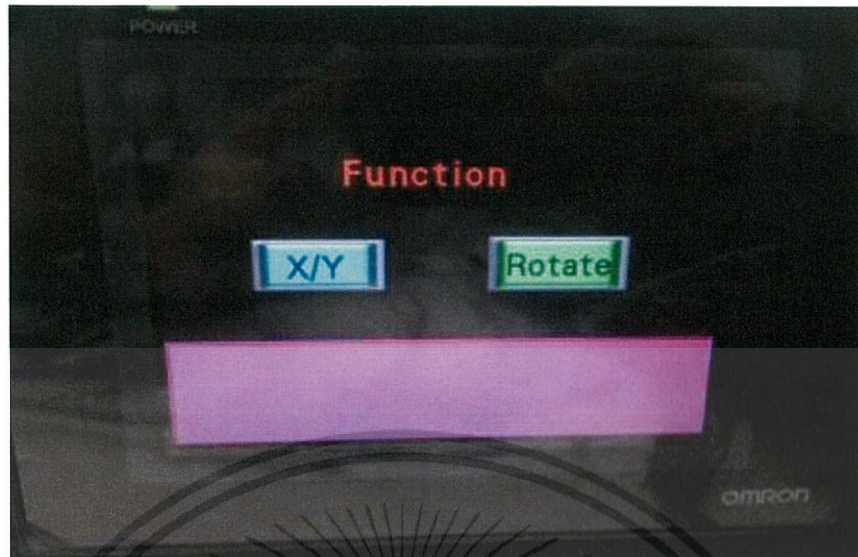 POWER
Function
X/Y
Rotate
OMRON